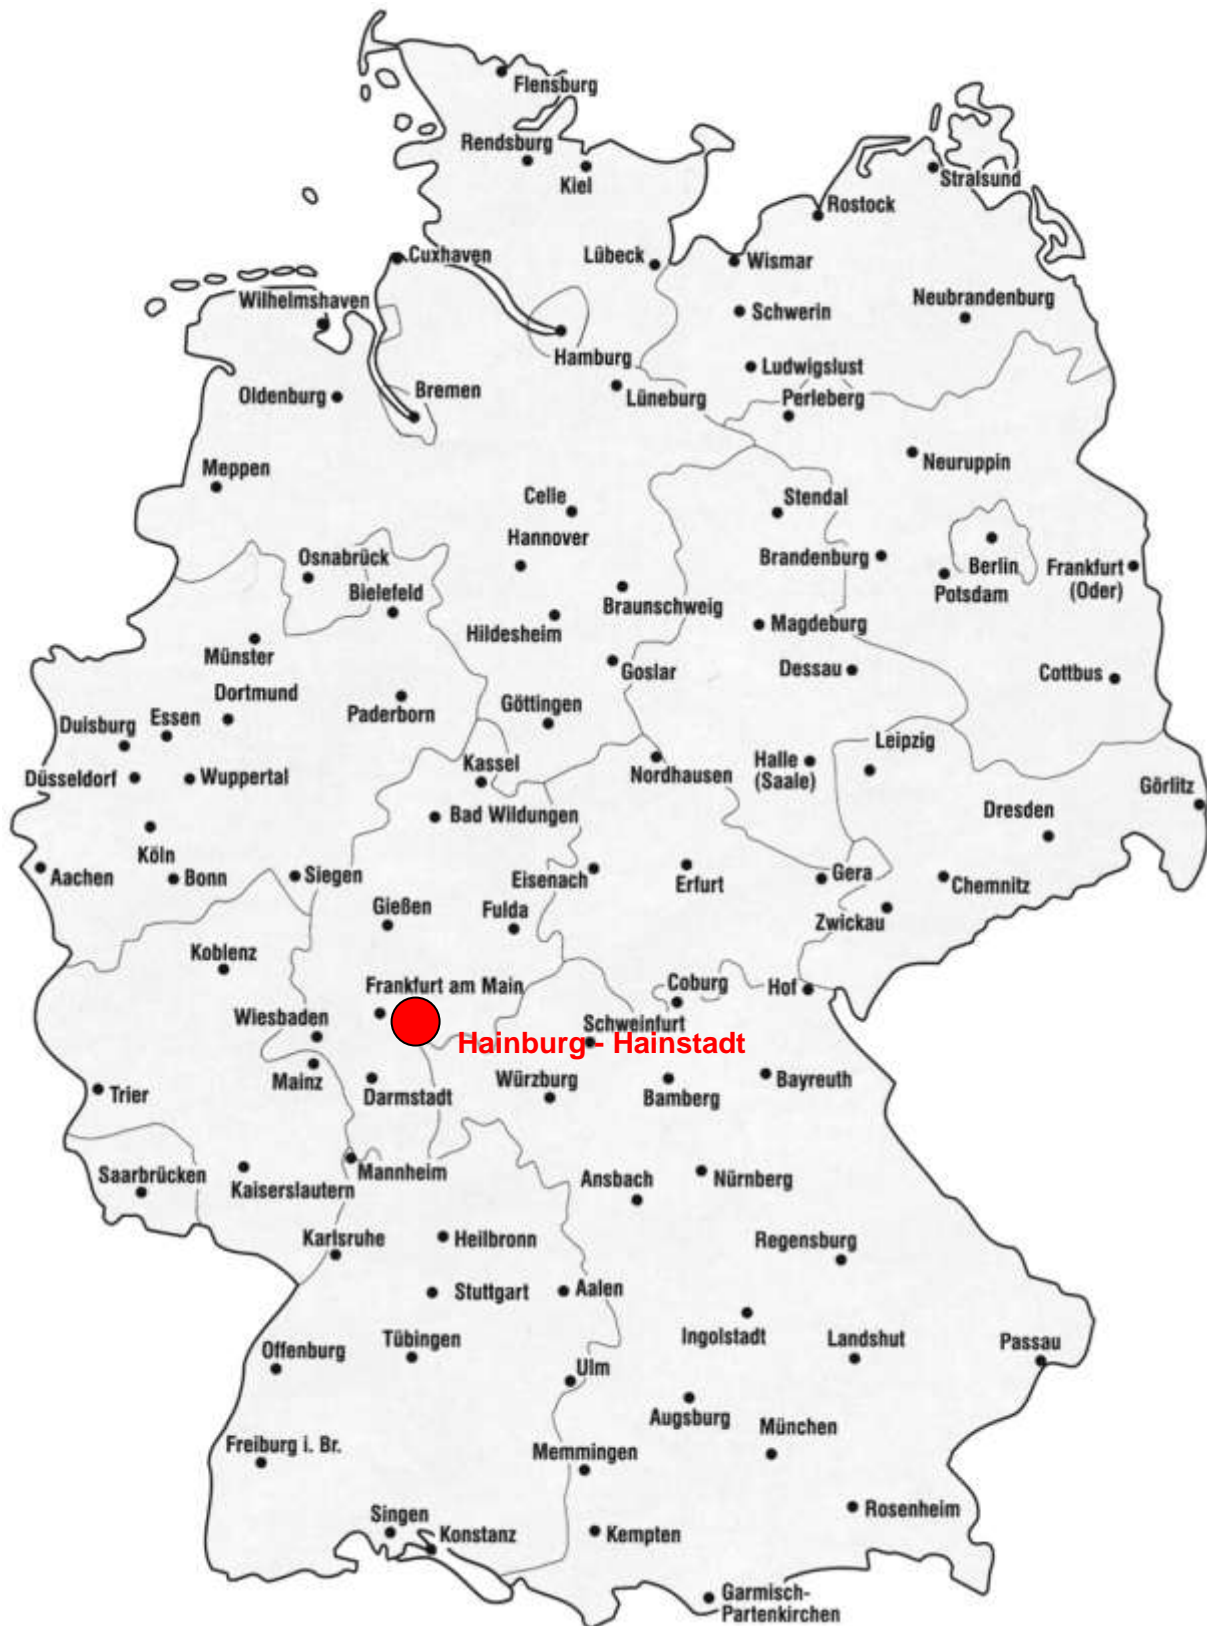 Flensburg
Rendsburg
Kiel
Stralsund
Rostock
Cuxhaven
Lübeck
Wismar
Wilhelmshaven
Neubrandenburg
Schwerin
Hamburg
Ludwigslust
Oldenburg
Bremen
Lüneburg
Perleberg
Meppen
Neuruppin
Celle
Stendal
Hannover
Osnabrück
Brandenburg
Berlin
Frankfurt
(Oder)
Bielefeld
Potsdam
Braunschweig
Hildesheim
Magdeburg
Münster
Goslar
Dessau
Cottbus
Dortmund
Paderborn
Göttingen
Duisburg
Essen
Leipzig
Kassel
Nordhausen
Halle
(Saale)
Düsseldorf
Wuppertal
Görlitz
Bad Wildungen
Dresden
Köln
Aachen
Bonn
Siegen
Eisenach
Erfurt
Gera
Chemnitz
Gießen
Fulda
Zwickau
Koblenz
Frankfurt am Main
Coburg
Hof
Wiesbaden
Schweinfurt
Hainburg - Hainstadt
Mainz
Darmstadt
Würzburg
Bamberg
Bayreuth
Trier
Saarbrücken
Kaiserslautern
Mannheim
Ansbach
Nürnberg
Karlsruhe
Heilbronn
Regensburg
Stuttgart
Aalen
Offenburg
Tübingen
Ingolstadt
Landshut
Passau
Ulm
Augsburg
München
Freiburg i. Br.
Memmingen
Rosenheim
Singen
Konstanz
Kempten
Garmisch-
Partenkirchen